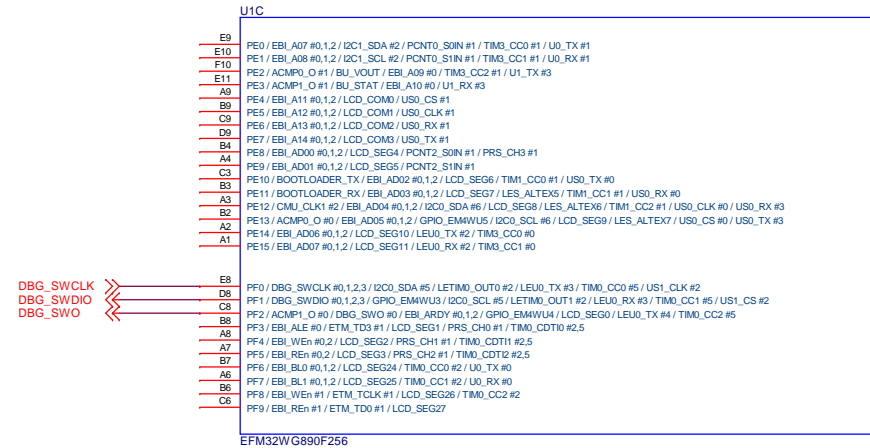 U1C
E9 PE0 / EBI_A07 #0,1,2 / I2C1_SDA #2 / PCNT0_S0IN #1 / TIM3_CC0 #1 / U0_TX #1
E10 PE1 / EBI_A08 #0,1,2 / I2C1_SCL #2 / PCNT0_S1IN #1 / TIM3_CC1 #1 / U0_RX #1
F10 PE2 / ACMP0_O #1 / BU_VOUT / EBI_A09 #0 / TIM3_CC2 #1 / U1_TX #3
E11 PE3 / ACMP1_O #1 / BU_STAT / EBI_A10 #0 / U1_RX #3
A9 PE4 / EBI_A11 #0,1,2 / LCD_COM0 / US0_CS #1
B9 PE5 / EBI_A12 #0,1,2 / LCD_COM1 / US0_CLK #1
C9 PE6 / EBI_A13 #0,1,2 / LCD_COM2 / US0_RX #1
D9 PE7 / EBI_A14 #0,1,2 / LCD_COM3 / US0_TX #1
B4 PE8 / EBI_AD00 #0,1,2 / LCD_SEG4 / PCNT2_S0IN #1 / PRS_CH3 #1
A4 PE9 / EBI_AD01 #0,1,2 / LCD_SEG5 / PCNT2_S1IN #1
C3 PE10 / BOOTLOADER_TX / EBI_AD02 #0,1,2 / LCD_SEG6 / TIM1_CC0 #1 / US0_TX #0
B3 PE11 / BOOTLOADER_RX / EBI_AD03 #0,1,2 / LCD_SEG7 / LES_ALTEX5 / TIM1_CC1 #1 / US0_RX #0
A3 PE12 / CMU_CLK1 #2 / EBI_AD04 #0,1,2 / I2C0_SDA #6 / LCD_SEG8 / LES_ALTEX6 / TIM1_CC2 #1 / US0_CLK #0 / US0_RX #3
B2 PE13 / ACMP0_O #0 / EBI_AD05 #0,1,2 / GPIO_EM4WU5 / I2C0_SCL #6 / LCD_SEG9 / LES_ALTEX7 / US0_CS #0 / US0_TX #3
A2 PE14 / EBI_AD06 #0,1,2 / LCD_SEG10 / LEU0_TX #2 / TIM3_CC0 #0
A1 PE15 / EBI_AD07 #0,1,2 / LCD_SEG11 / LEU0_RX #2 / TIM3_CC1 #0
DBG_SWCLK E8 PF0 / DBG_SWCLK #0,1,2,3 / I2C0_SDA #5 / LETIM0_OUT0 #2 / LEU0_TX #3 / TIM0_CC0 #5 / US1_CLK #2
DBG_SWDIO D8 PF1 / DBG_SWDIO #0,1,2,3 / GPIO_EM4WU3 / I2C0_SCL #5 / LETIM0_OUT1 #2 / LEU0_RX #3 / TIM0_CC1 #5 / US1_CS #2
DBG_SWO C8 PF2 / ACMP1_O #0 / DBG_SWO #0 / EBI_ARDY #0,1,2 / GPIO_EM4WU4 / LCD_SEG0 / LEU0_TX #4 / TIM0_CC2 #5
B8 PF3 / EBI_ALE #0 / ETM_TD3 #1 / LCD_SEG1 / PRS_CH0 #1 / TIM0_CDTI0 #2,5
A8 PF4 / EBI_WEn #0,2 / LCD_SEG2 / PRS_CH1 #1 / TIM0_CDTI1 #2,5
A7 PF5 / EBI_REn #0,2 / LCD_SEG3 / PRS_CH2 #1 / TIM0_CDTI2 #2,5
B7 PF6 / EBI_BL0 #0,1,2 / LCD_SEG24 / TIM0_CC0 #2 / U0_TX #0
A6 PF7 / EBI_BL1 #0,1,2 / LCD_SEG25 / TIM0_CC1 #2 / U0_RX #0
B6 PF8 / EBI_WEn #1 / ETM_TCLK #1 / LCD_SEG26 / TIM0_CC2 #2
C6 PF9 / EBI_REn #1 / ETM_TD0 #1 / LCD_SEG27
EFM32WG890F256